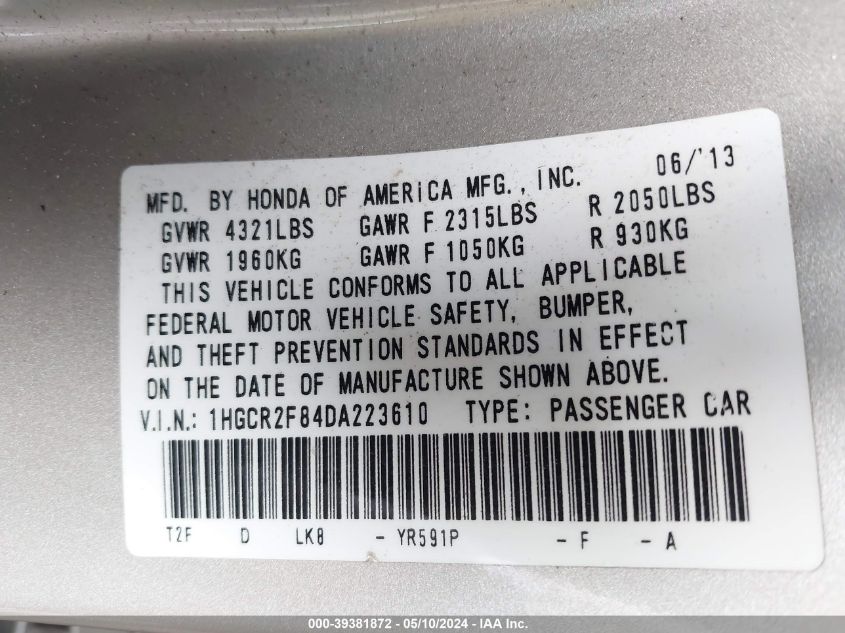 MFD. BY HONDA OF AMERICA MFG., INC. 06/'13
GVWR 4321LBS GAWR F 2315LBS R 2050LBS
GVWR 1960KG GAWR F 1050KG R 930KG
THIS VEHICLE CONFORMS TO ALL APPLICABLE
FEDERAL MOTOR VEHICLE SAFETY, BUMPER,
AND THEFT PREVENTION STANDARDS IN EFFECT
ON THE DATE OF MANUFACTURE SHOWN ABOVE.
V.I.N.: 1HGCR2F84DA223610 TYPE: PASSENGER CAR
T2F D LK8 - YR591P - F - A
000-39381872 - 05/10/2024 - IAA Inc.